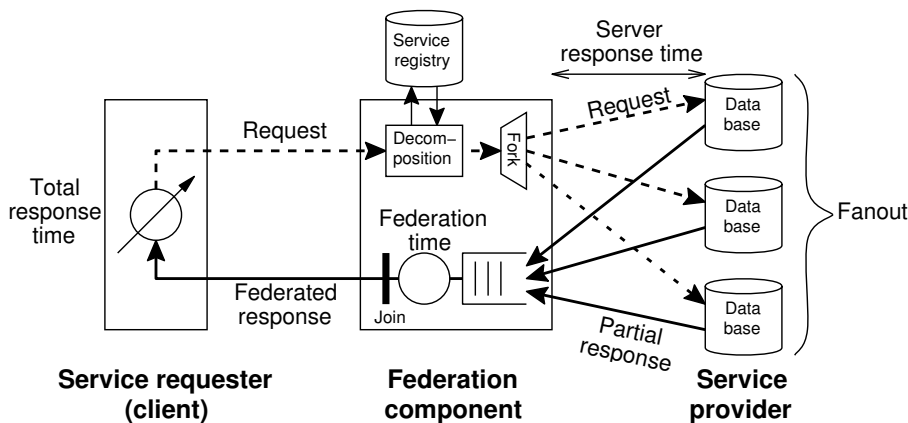 Service
registry
Server
response time
Request
Data
base
Request
Decom-
position
Fork
Total
response
time
Federation
time
Data
base
Fanout
Federated
response
Join
Data
base
Partial
response
Service requester
(client)
Federation
component
Service
provider